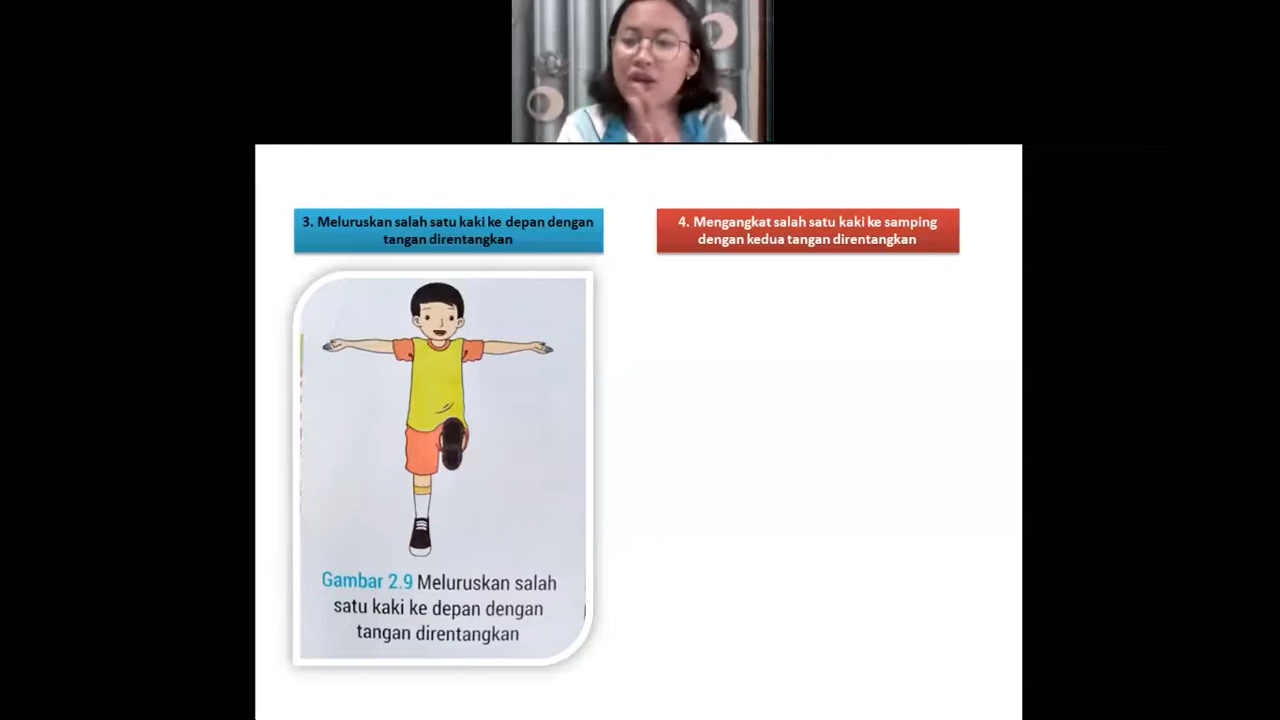 3. Meluruskan salah satu kaki ke depan dengan
tangan direntangkan
4. Mengangkat salah satu kaki ke samping
dengan kedua tangan direntangkan
Gambar 2.9 Meluruskan salah
satu kaki ke depan dengan
tangan direntangkan